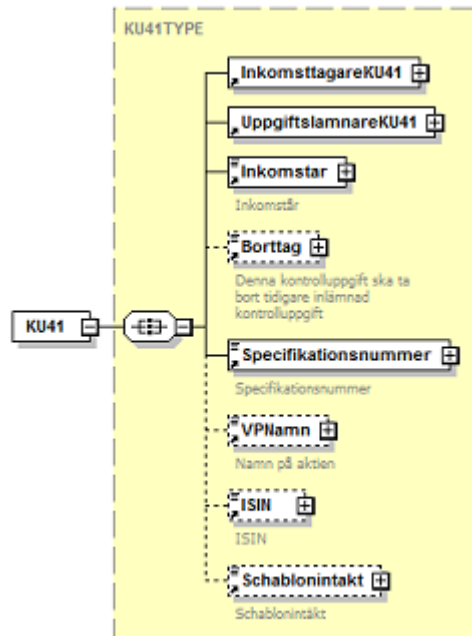 KU41TYPE
InkomsttagareKU41
UppgiftslamnareKU41
Inkomstar
Inkomstår
Borttag
Denna kontrolluppgift ska ta
bort tidigare inlämnad
kontrolluppgift
KU41
Specifikationsnummer
Specifikationsnummer
VPNamn
Namn på aktien
ISIN
ISIN
Schablonintakt
Schablonintäkt